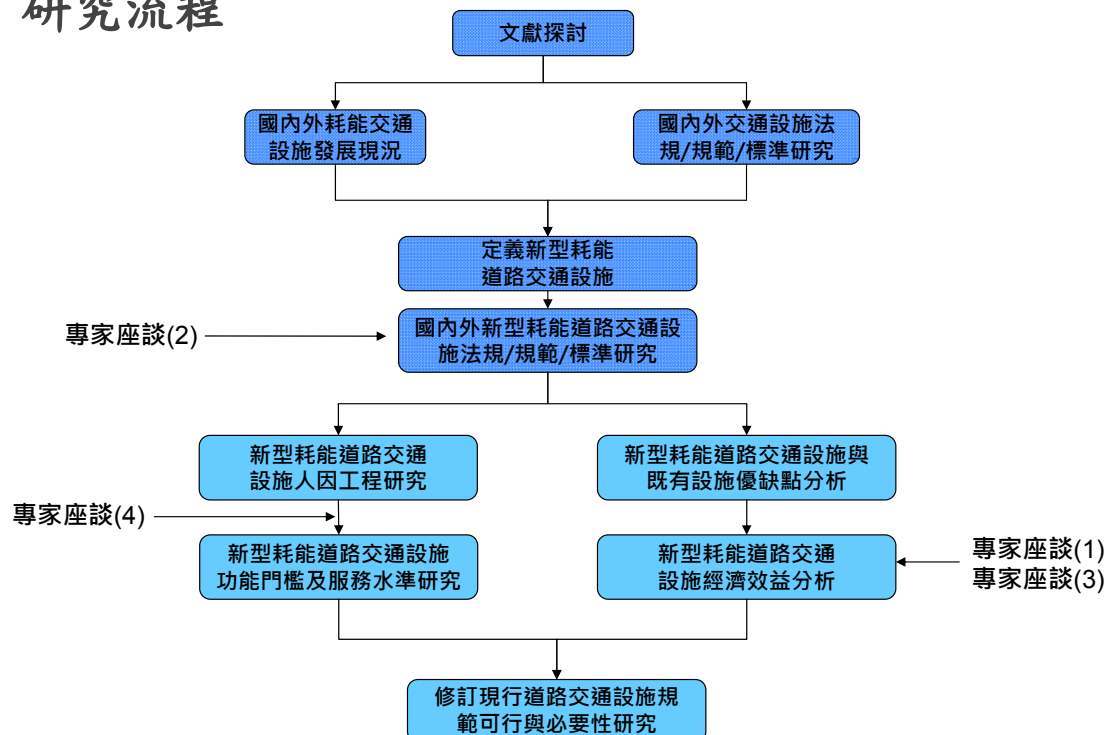 研究流程
文獻探討
國內外耗能交通
設施發展現況
國內外交通設施法
規/規範/標準研究
定義新型耗能
道路交通設施
專家座談(2)
國內外新型耗能道路交通設
施法規/規範/標準研究
新型耗能道路交通
設施人因工程研究
新型耗能道路交通設施與
既有設施優缺點分析
專家座談(4)
新型耗能道路交通設施
功能門檻及服務水準研究
新型耗能道路交通
設施經濟效益分析
專家座談(1)
專家座談(3)
修訂現行道路交通設施規
範可行與必要性研究